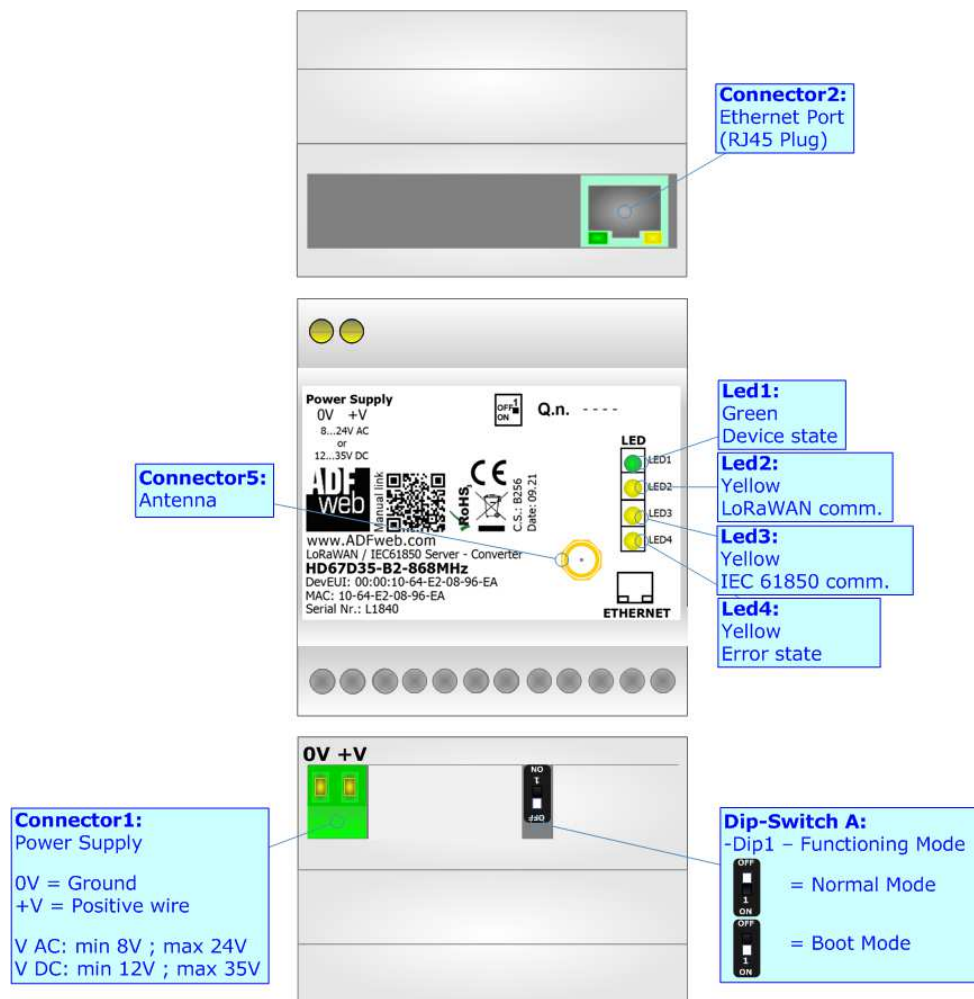 Connector2:
Ethernet Port
(RJ45 Plug)
Power Supply
0V +V
8...24V AC
or
12...35V DC
OFF 1
ON
Q.n. - - - -
LED
LED1
LED2
LED3
LED4
ADF
web
Manual link
RoHS
CE
C.S.: B256
Date: 09.21
www.ADFweb.com
LoRaWAN / IEC61850 Server - Converter
HD67D35-B2-868MHz
DevEUI: 00:00:10-64-E2-08-96-EA
MAC: 10-64-E2-08-96-EA
Serial Nr.: L1840
ETHERNET
Connector5:
Antenna
Led1:
Green
Device state
Led2:
Yellow
LoRaWAN comm.
Led3:
Yellow
IEC 61850 comm.
Led4:
Yellow
Error state
0V +V
ON
1
OFF
Connector1:
Power Supply
0V = Ground
+V = Positive wire
V AC: min 8V ; max 24V
V DC: min 12V ; max 35V
Dip-Switch A:
-Dip1 – Functioning Mode
OFF
1
ON
= Normal Mode
OFF
1
ON
= Boot Mode